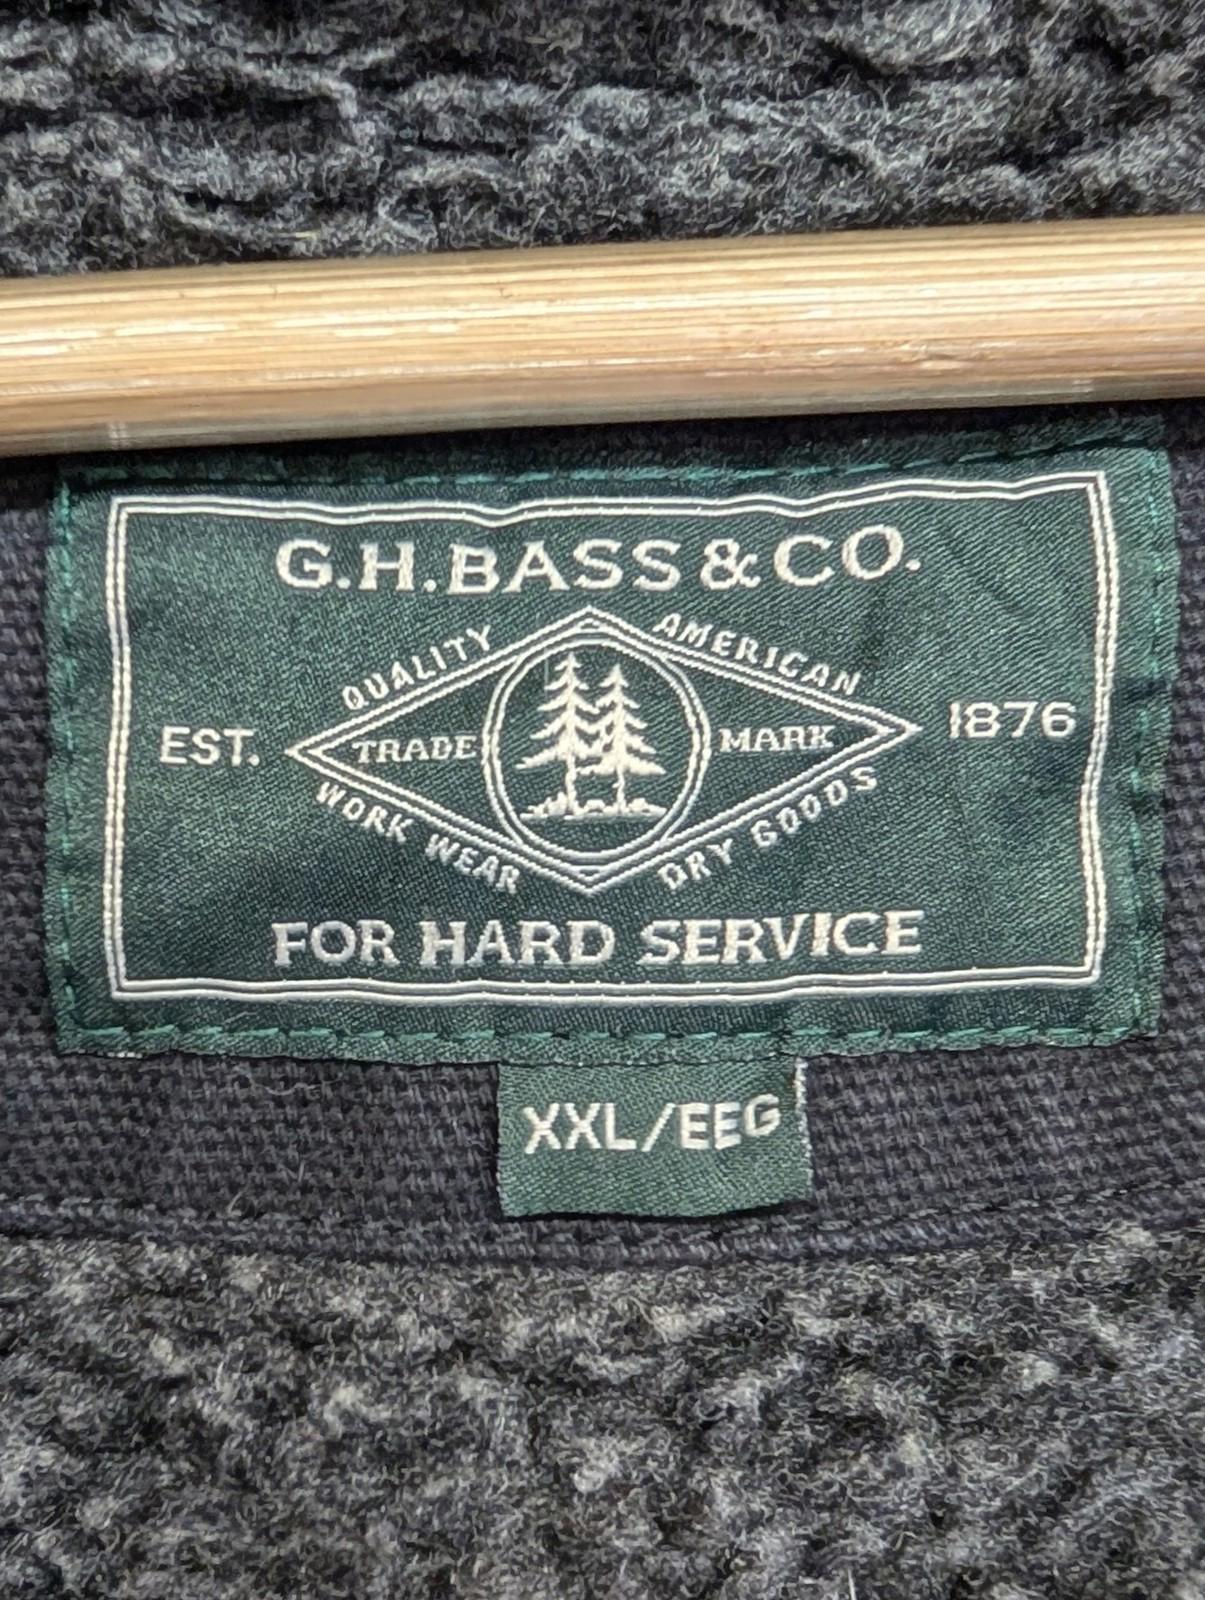 G.H.BASS & CO.
QUALITY AMERICAN
EST. TRADE MARK 1876
WORK WEAR DRY GOODS
FOR HARD SERVICE
XXL/EEG